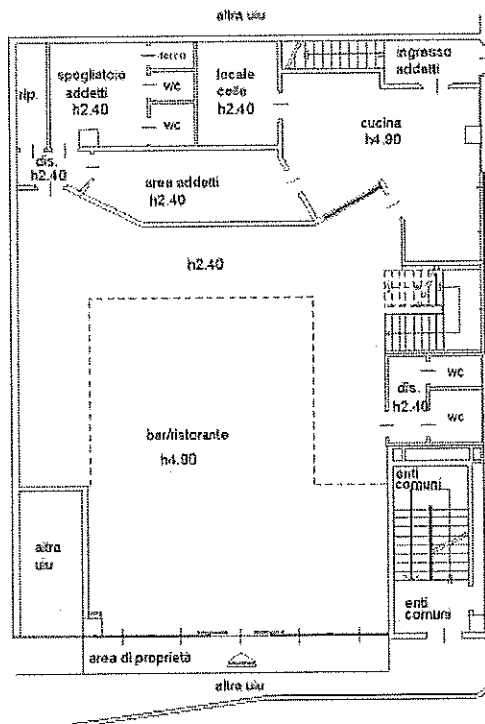 altra uiu
ingresso
addetti
docce
spogliatoio
addetti
h2.40
wc
locale
celle
h2.40
rip.
wc
cucina
h4.90
dis.
h2.40
area addetti
h2.40
h2.40
wc
dis.
h2.40
wc
bar/ristorante
h4.90
enti
comuni
altra
uiu
enti
comuni
area di proprietà
altra uiu